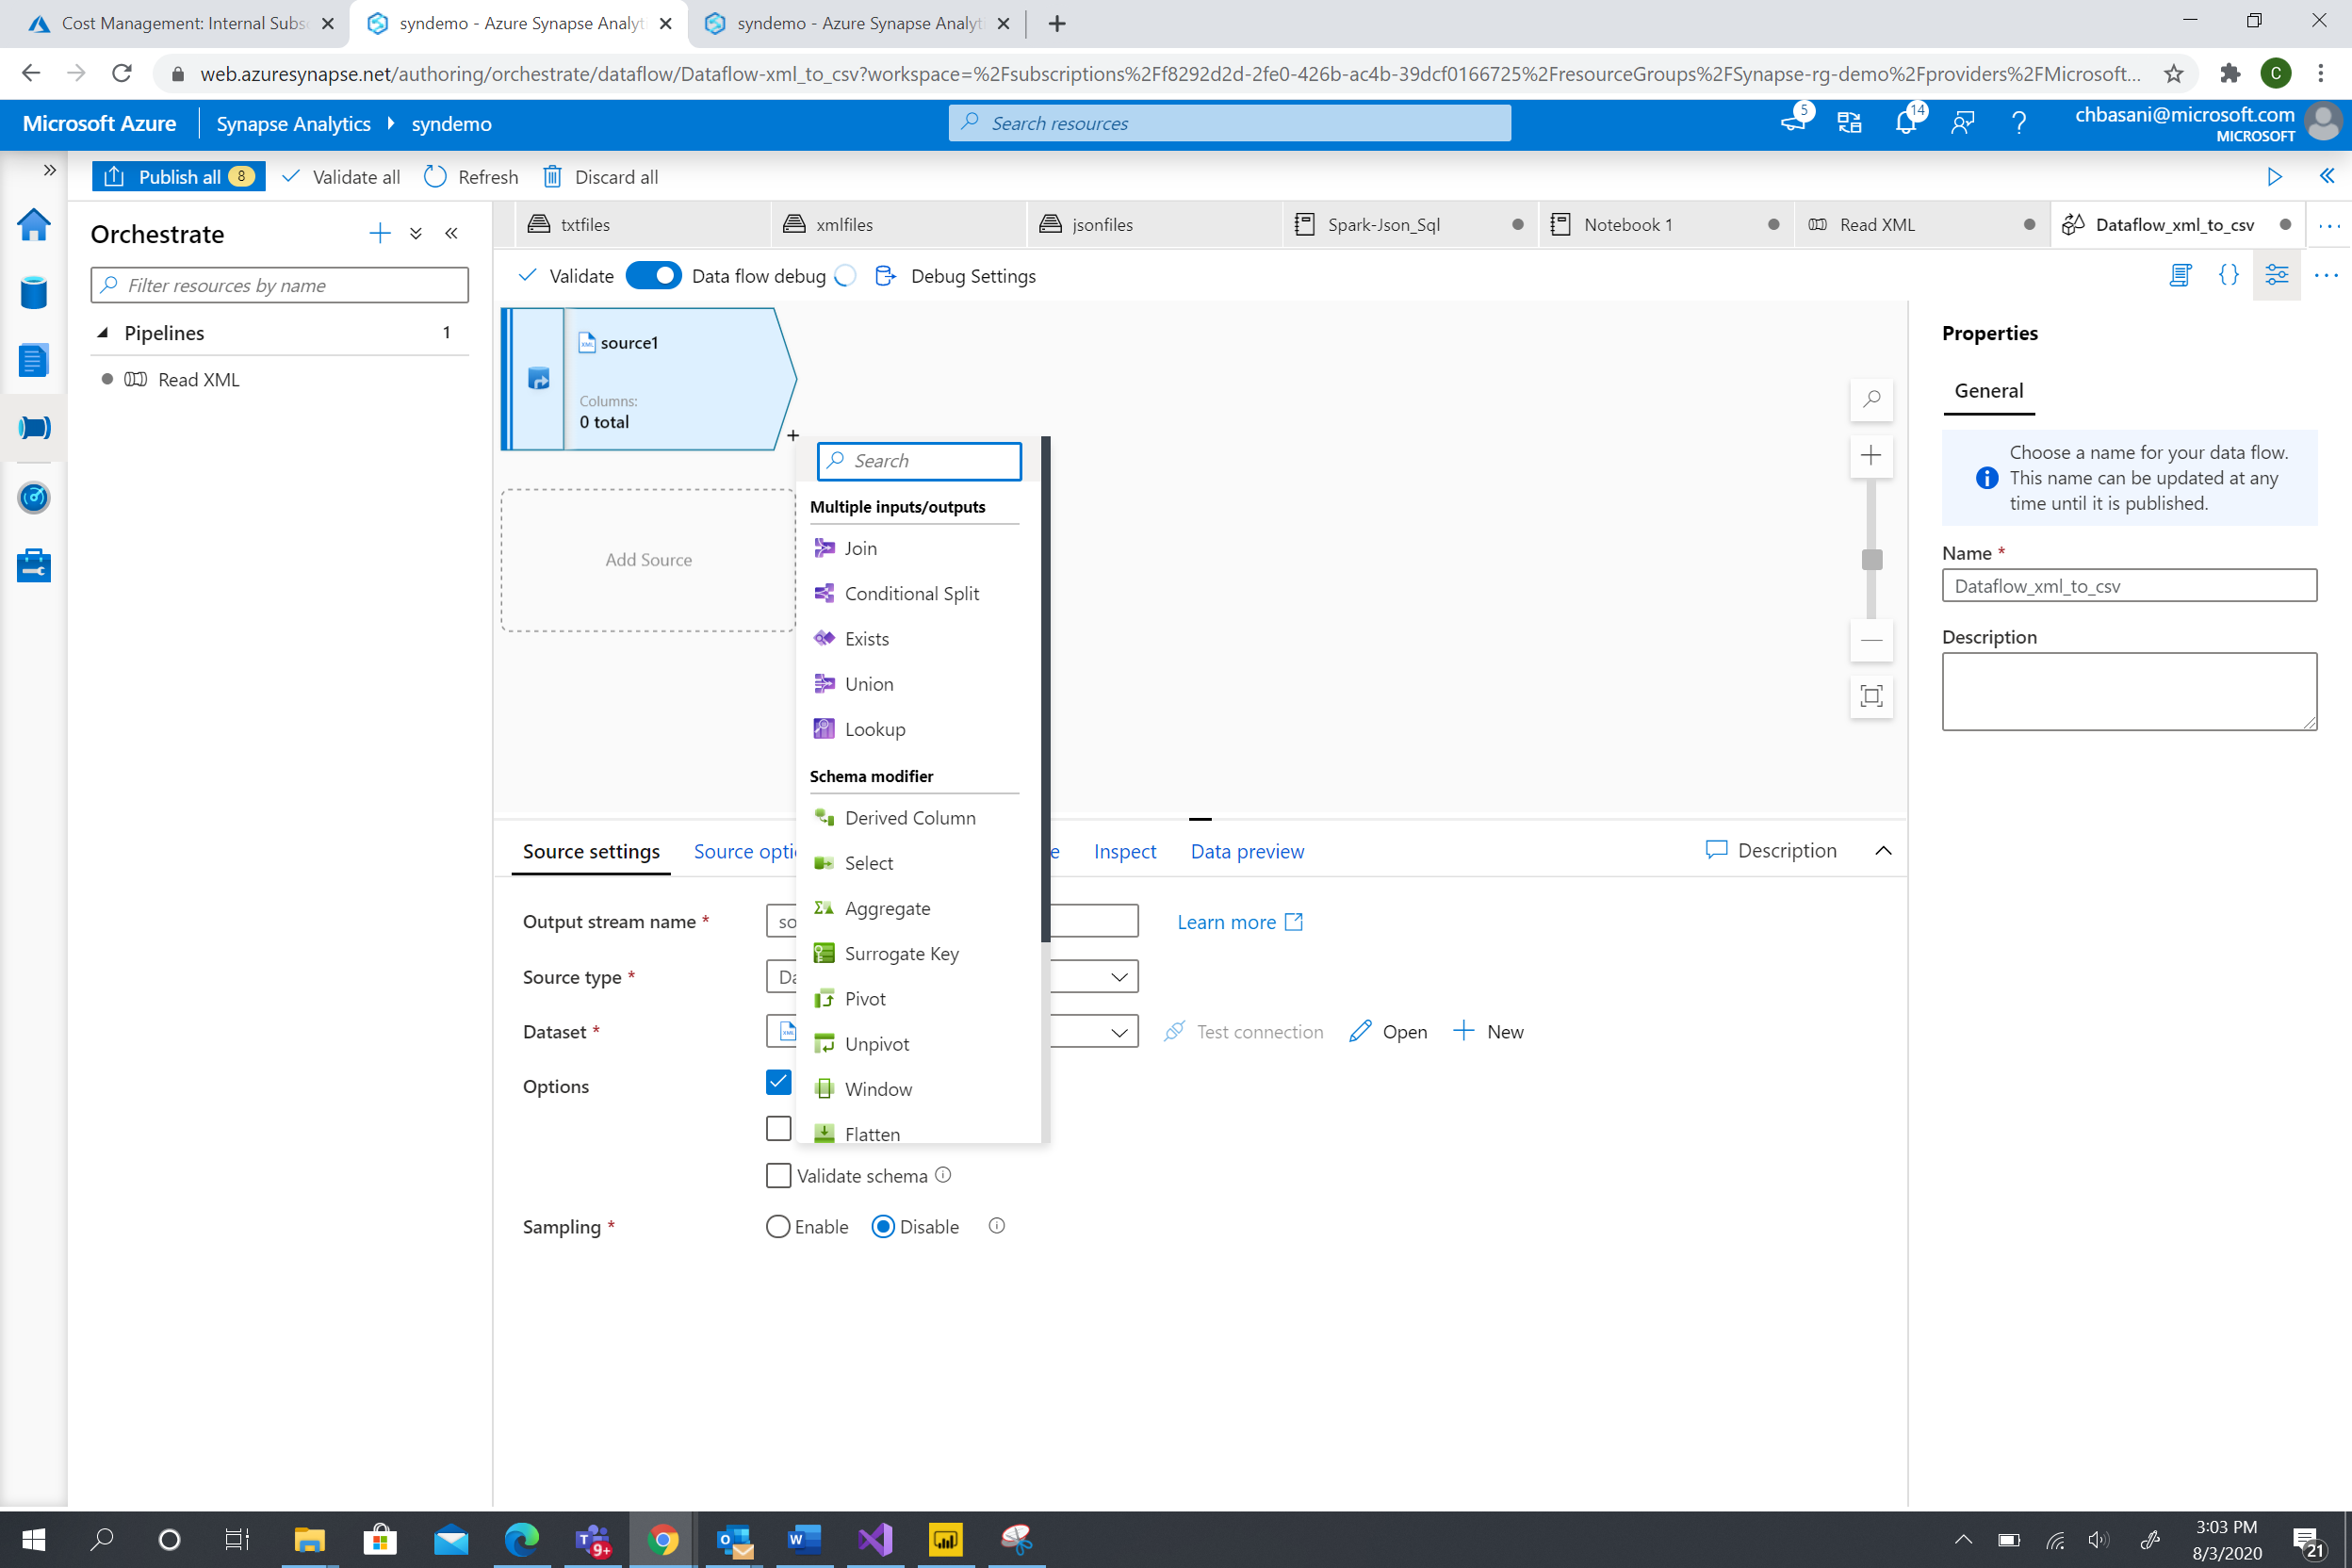 Cost Management: Internal Subs
syndemo - Azure Synapse Analyt
syndemo - Azure Synapse Analyt
web.azuresynapse.net/authoring/orchestrate/dataflow/Dataflow-xml_to_csv?workspace=%2Fsubscriptions%2Ff8292d2d-2fe0-426b-ac4b-39dcf0166725%2FresourceGroups%2FSynapse-rg-demo%2Fproviders%2FMicrosoft...
C
Microsoft Azure
Synapse Analytics
syndemo
Search resources
5
14
chbasani@microsoft.com
MICROSOFT
Publish all 8
Validate all
Refresh
Discard all
Orchestrate
Filter resources by name
Pipelines 1
Read XML
txtfiles
xmlfiles
jsonfiles
Spark-Json_Sql
Notebook 1
Read XML
Dataflow_xml_to_csv
Validate
Data flow debug
Debug Settings
source1
Columns:
0 total
Add Source
Search
Multiple inputs/outputs
Join
Conditional Split
Exists
Union
Lookup
Schema modifier
Derived Column
Select
Aggregate
Surrogate Key
Pivot
Unpivot
Window
Flatten
Properties
General
Choose a name for your data flow.
This name can be updated at any
time until it is published.
Name *
Dataflow_xml_to_csv
Description
Source settings
Source opti
e
Inspect
Data preview
Description
Output stream name *
so
Learn more
Source type *
Da
Dataset *
Test connection
Open
New
Options
Validate schema
Sampling *
Enable
Disable
9+
3:03 PM
8/3/2020
21